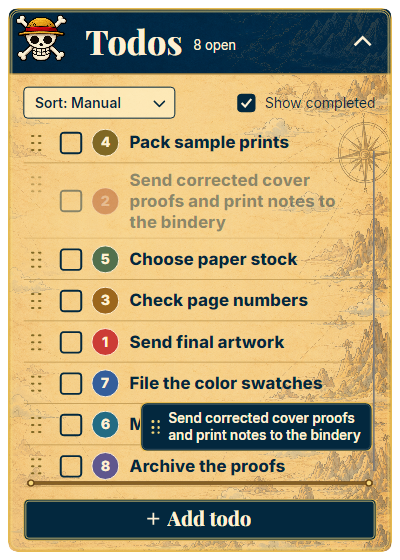 Todos 8 open
Sort: Manual
Show completed
4 Pack sample prints
Send corrected cover
2 proofs and print notes to
the bindery
5 Choose paper stock
3 Check page numbers
1 Send final artwork
7 File the color swatches
6 M
Send corrected cover proofs
and print notes to the bindery
8 Archive the proofs
+ Add todo